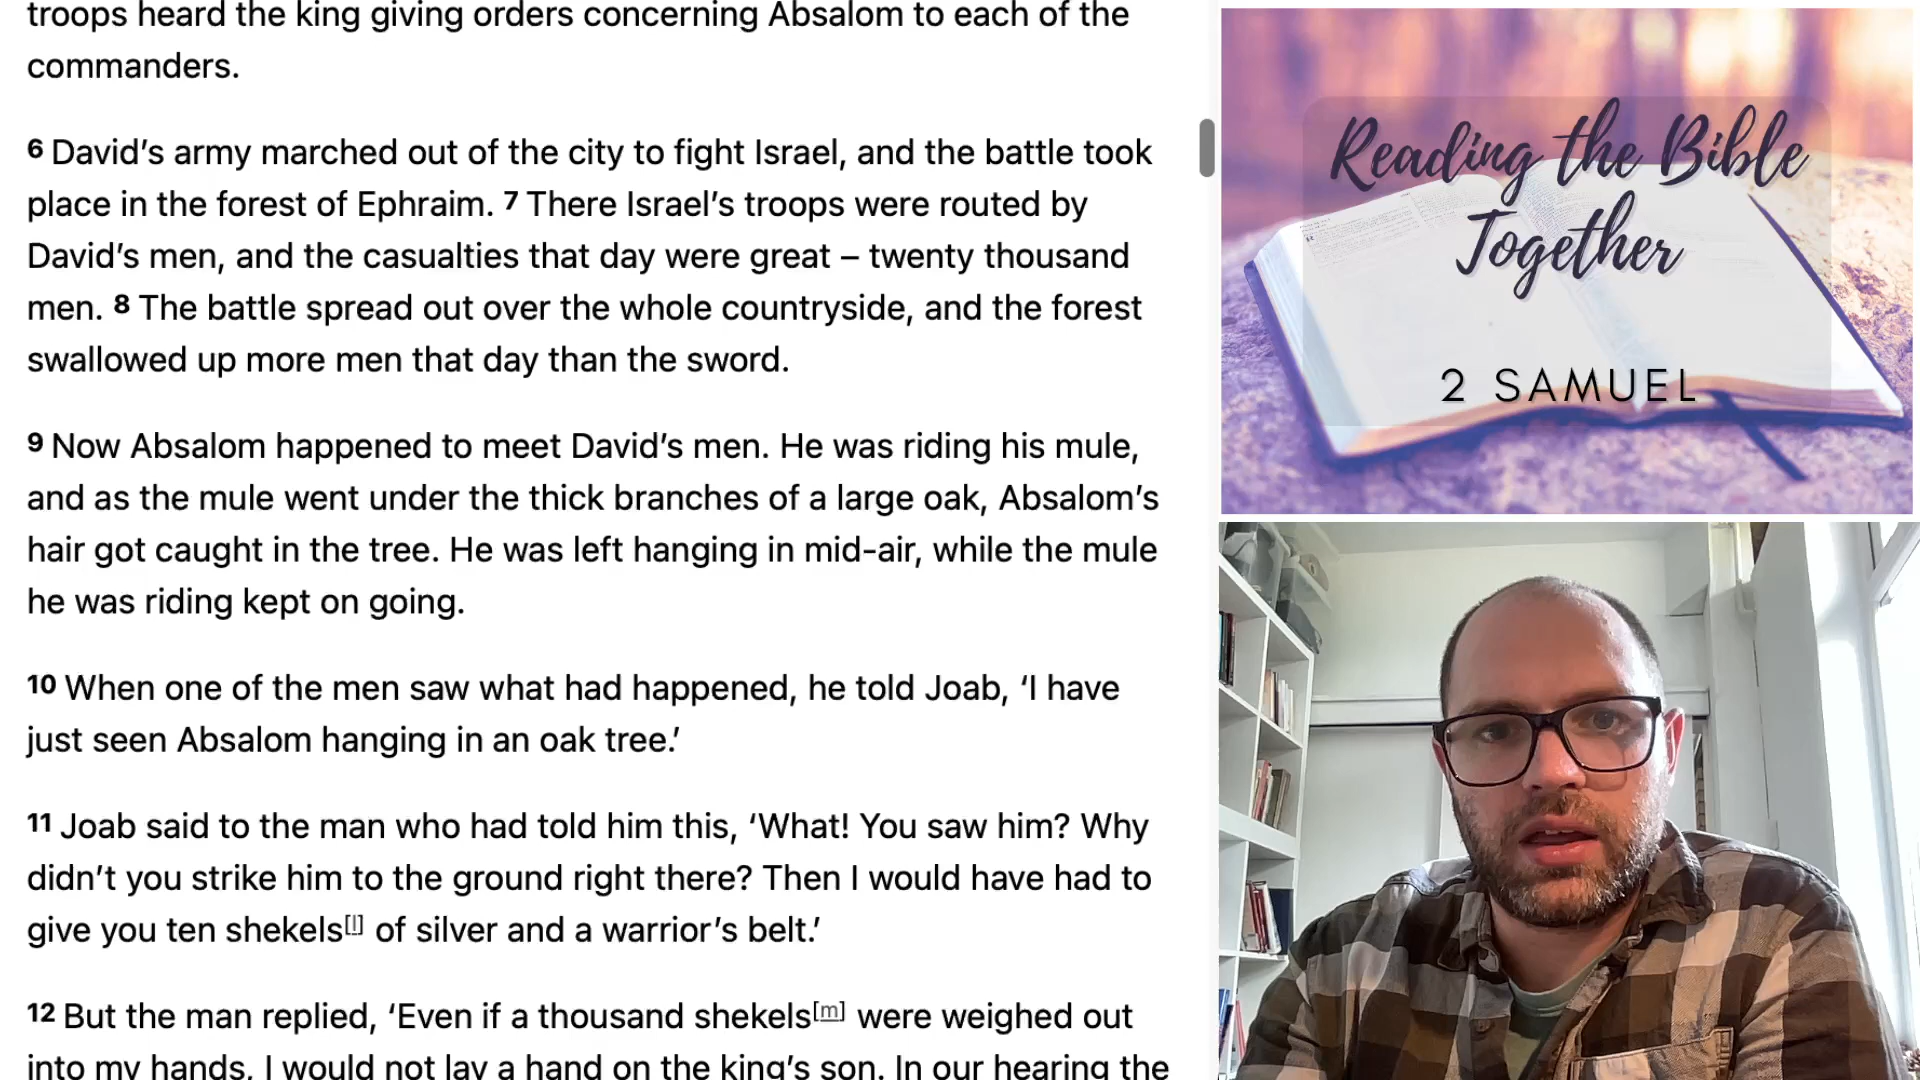 troops heard the king giving orders concerning Absalom to each of the
commanders.
6 David’s army marched out of the city to fight Israel, and the battle took
place in the forest of Ephraim. 7 There Israel’s troops were routed by
David’s men, and the casualties that day were great – twenty thousand
men. 8 The battle spread out over the whole countryside, and the forest
swallowed up more men that day than the sword.
9 Now Absalom happened to meet David’s men. He was riding his mule,
and as the mule went under the thick branches of a large oak, Absalom’s
hair got caught in the tree. He was left hanging in mid-air, while the mule
he was riding kept on going.
10 When one of the men saw what had happened, he told Joab, ‘I have
just seen Absalom hanging in an oak tree.’
11 Joab said to the man who had told him this, ‘What! You saw him? Why
didn’t you strike him to the ground right there? Then I would have had to
give you ten shekels[l] of silver and a warrior’s belt.’
12 But the man replied, ‘Even if a thousand shekels[m] were weighed out
into my hands, I would not lay a hand on the king’s son. In our hearing the
Reading the Bible
Together
2 SAMUEL